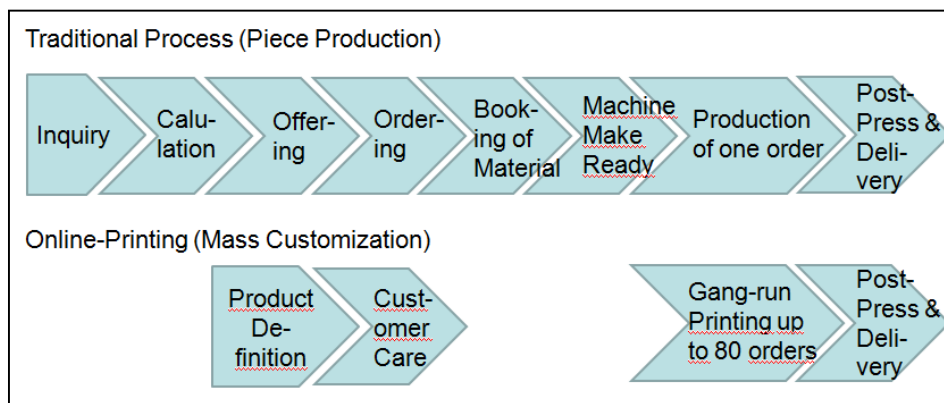 Traditional Process (Piece Production)
Inquiry
Calu-
lation
Offer-
ing
Order-
ing
Book-
ing of
Material
Machine
Make
Ready
Production
of one order
Post-
Press &
Deli-
very
Online-Printing (Mass Customization)
Product
De-
finition
Cust-
omer
Care
Gang-run
Printing up
to 80 orders
Post-
Press &
Deli-
very